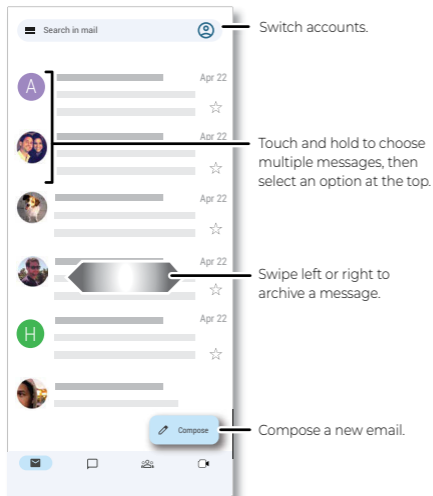 Search in mail
Switch accounts.
A
Apr 22
Apr 22
Touch and hold to choose
multiple messages, then
select an option at the top.
Apr 22
Apr 22
Swipe left or right to
archive a message.
H
Apr 22
Compose
Compose a new email.